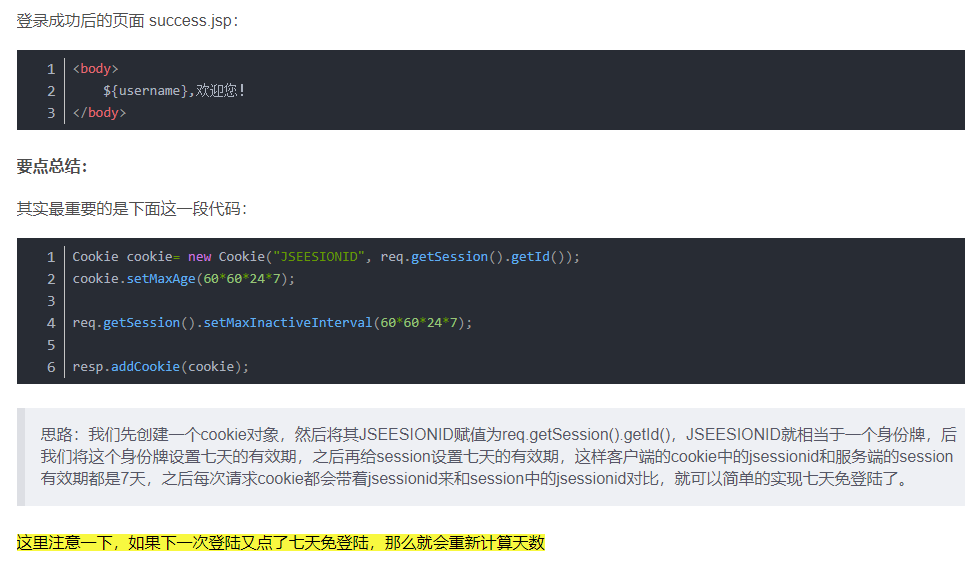 登录成功后的页面 success.jsp：
1 <body>
2     ${username},欢迎您！
3 </body>
要点总结：
其实最重要的是下面这一段代码：
1 Cookie cookie= new Cookie("JSEESIONID", req.getSession().getId());
2 cookie.setMaxAge(60*60*24*7);
3
4 req.getSession().setMaxInactiveInterval(60*60*24*7);
5
6 resp.addCookie(cookie);
思路：我们先创建一个cookie对象，然后将其JSEESIONID赋值为req.getSession().getId()，JSEESIONID就相当于一个身份牌，后
我们将这个身份牌设置七天的有效期，之后再给session设置七天的有效期，这样客户端的cookie中的jsessionid和服务端的session
有效期都是7天，之后每次请求cookie都会带着jsessionid来和session中的jsessionid对比，就可以简单的实现七天免登陆了。
这里注意一下，如果下一次登陆又点了七天免登陆，那么就会重新计算天数